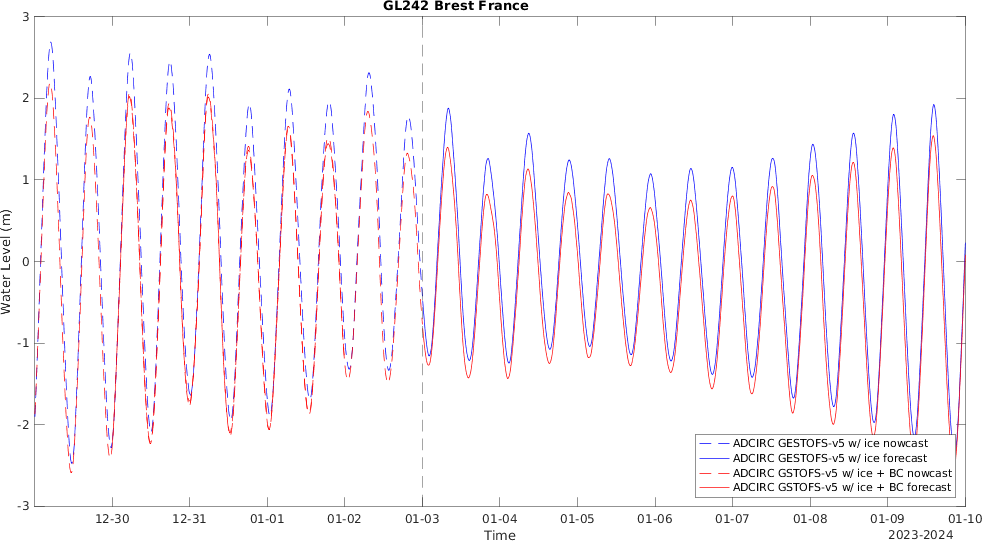 GL242 Brest France
3
2
1
0
-1
-2
-3
Water Level (m)
ADCIRC GESTOFS-v5 w/ ice nowcast
ADCIRC GESTOFS-v5 w/ ice forecast
ADCIRC GSTOFS-v5 w/ ice + BC nowcast
ADCIRC GSTOFS-v5 w/ ice + BC forecast
12-30 12-31 01-01 01-02 01-03 01-04 01-05 01-06 01-07 01-08 01-09 01-10
Time
2023-2024